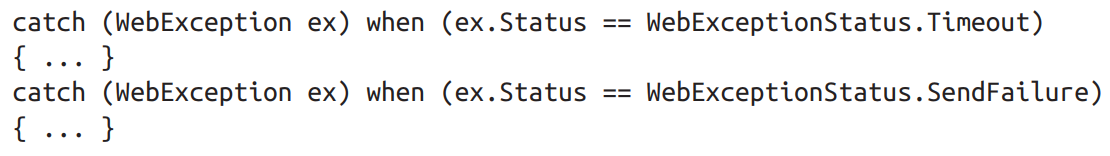 catch (WebException ex) when (ex.Status == WebExceptionStatus.Timeout)
{ ... }
catch (WebException ex) when (ex.Status == WebExceptionStatus.SendFailure)
{ ... }